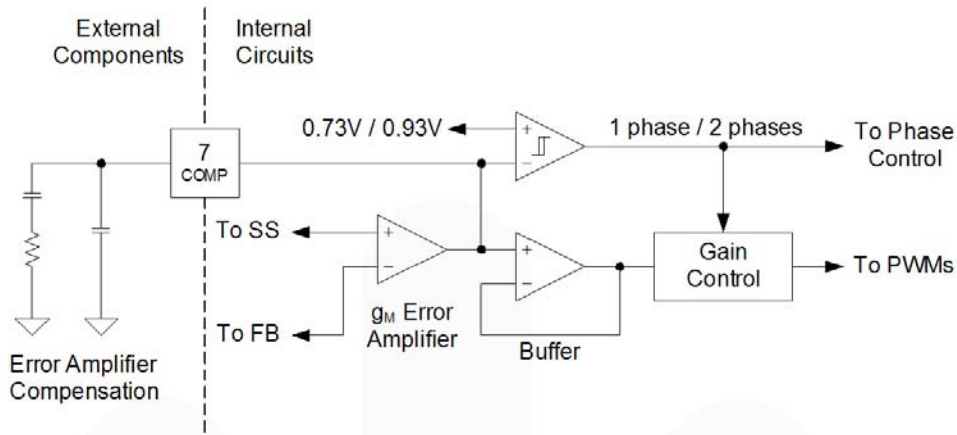 External
Components
Internal
Circuits
0.73V / 0.93V
+
−
1 phase / 2 phases
To Phase
Control
7
COMP
To SS
+
−
+
−
Gain
Control
To PWMs
To FB
gM Error
Amplifier
Buffer
Error Amplifier
Compensation